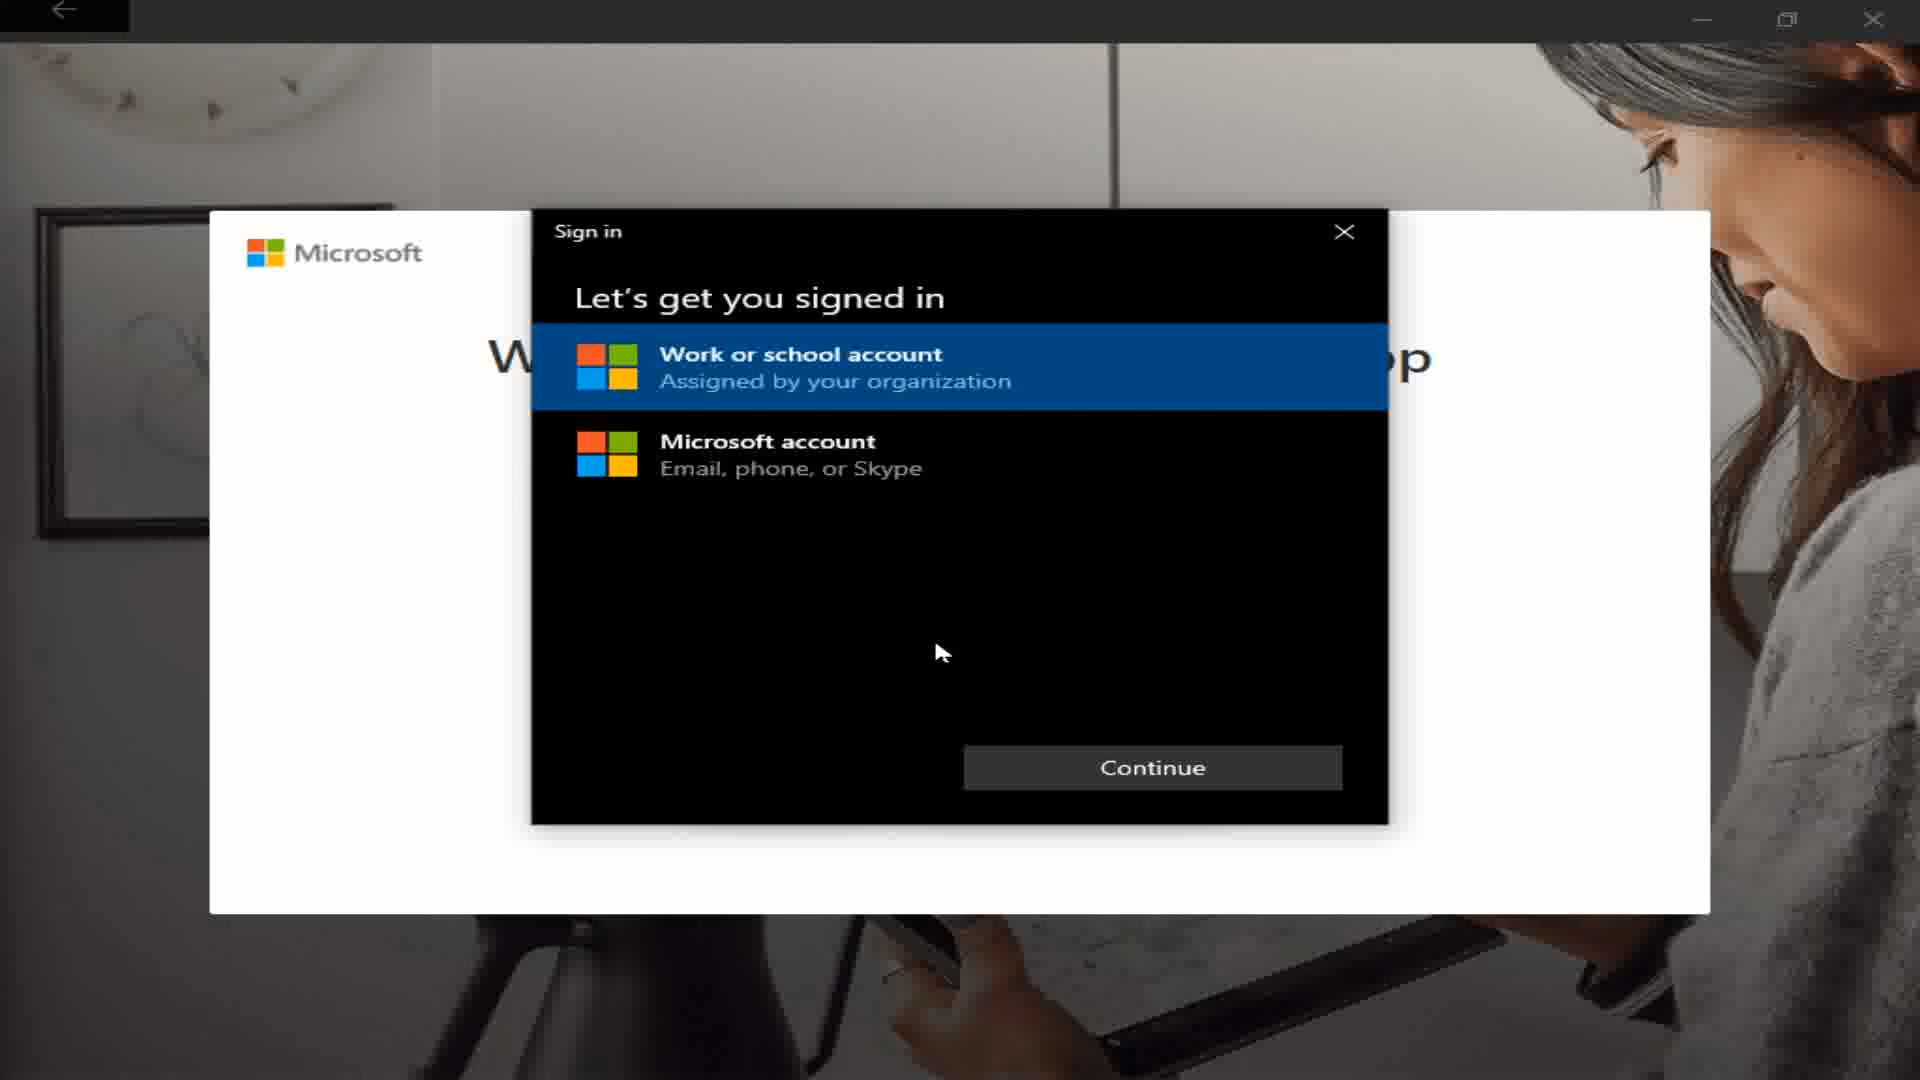 Sign in
Microsoft
Let's get you signed in
W
Work or school account
op
Assigned by your organization
Microsoft account
Email, phone, or Skype
Continue